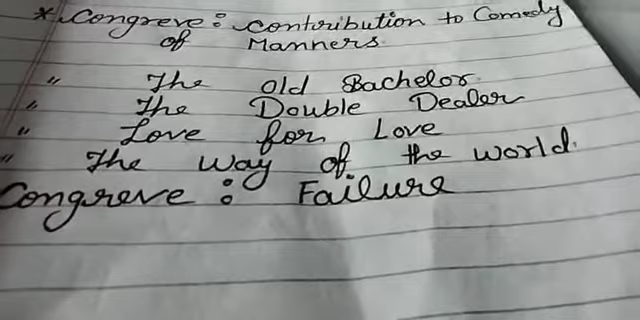 * Congreve : contribution to Comedy
of Manners
" The Old Bachelor
" The Double Dealer
" Love for Love
" The Way of the world.
Congreve : Failure